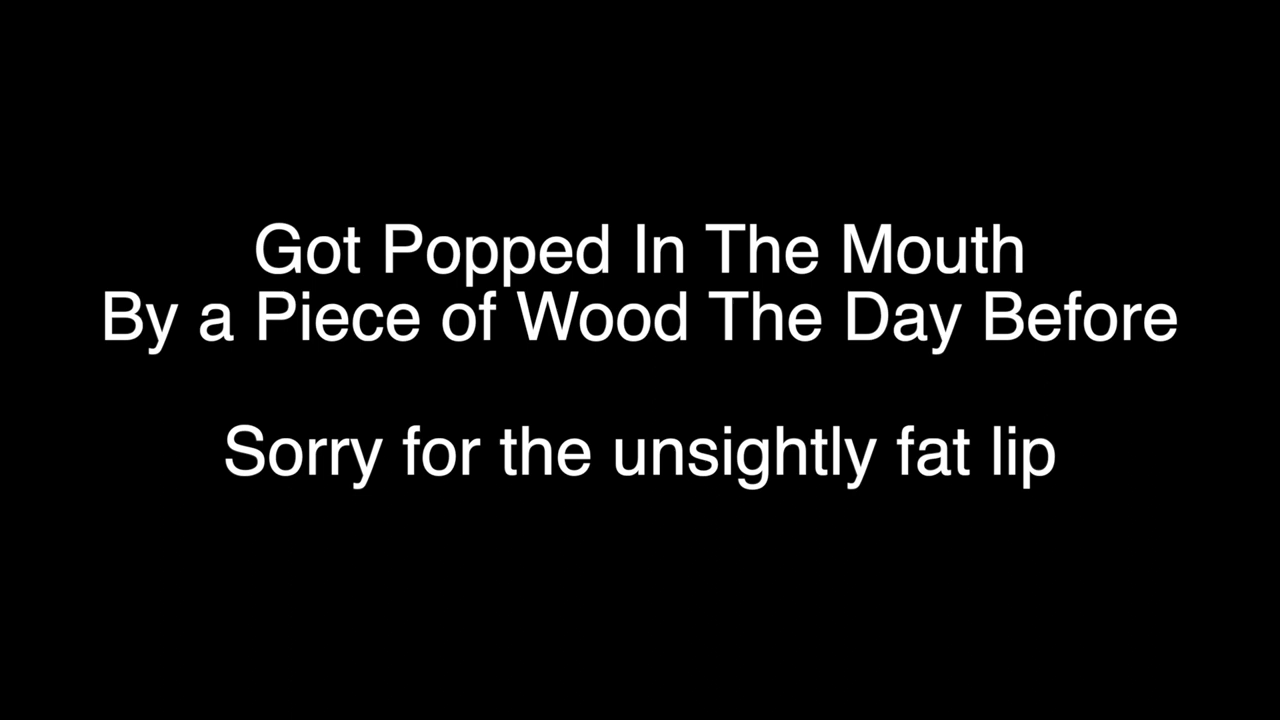 Got Popped In The Mouth
By a Piece of Wood The Day Before
Sorry for the unsightly fat lip